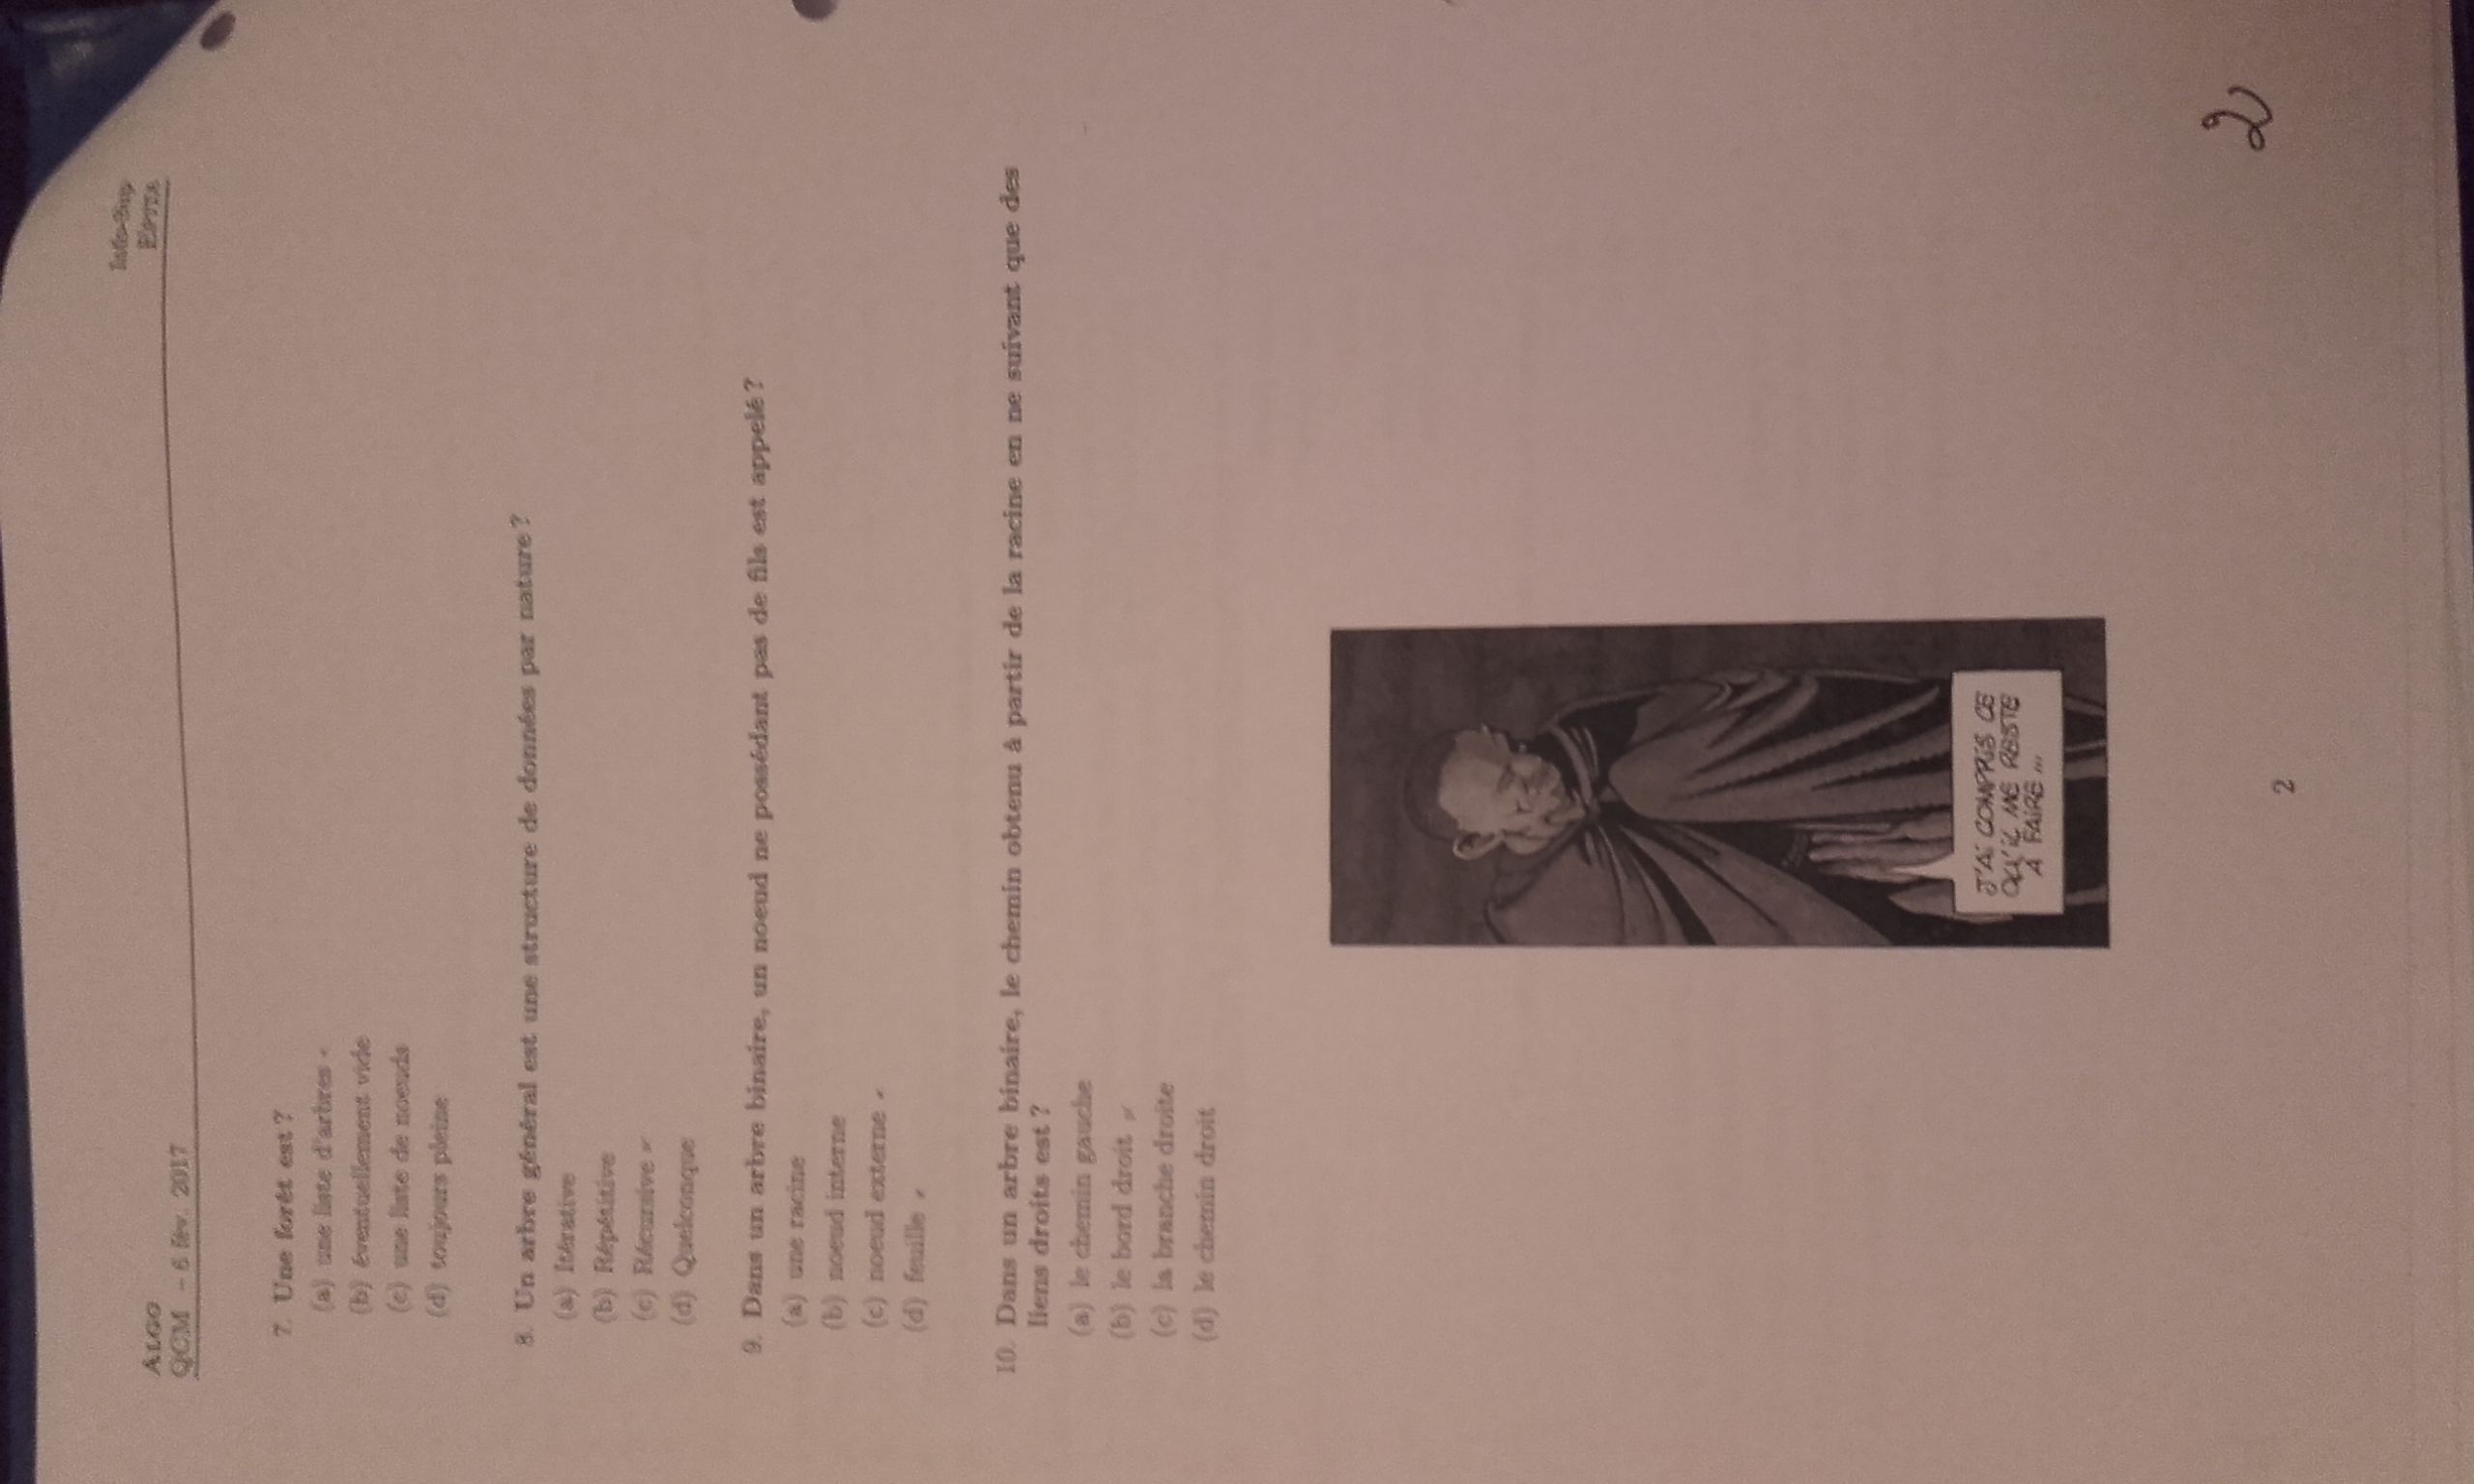 ALGO
QCM – 6 fév. 2017
Info-Sup
EPITA
7. Une forêt est ?
(a) une liste d'arbres
(b) éventuellement vide
(c) une liste de noeuds
(d) toujours pleine
8. Un arbre général est une structure de données par nature ?
(a) Itérative
(b) Répétitive
(c) Récursive
(d) Quelconque
9. Dans un arbre binaire, un noeud ne possédant pas de fils est appelé ?
(a) une racine
(b) noeud interne
(c) noeud externe
(d) feuille
10. Dans un arbre binaire, le chemin obtenu à partir de la racine en ne suivant que des
liens droits est ?
(a) le chemin gauche
(b) le bord droit
(c) la branche droite
(d) le chemin droit
J'AI COMPRIS CE
QU'IL ME RESTE
A FAIRE...
2
2